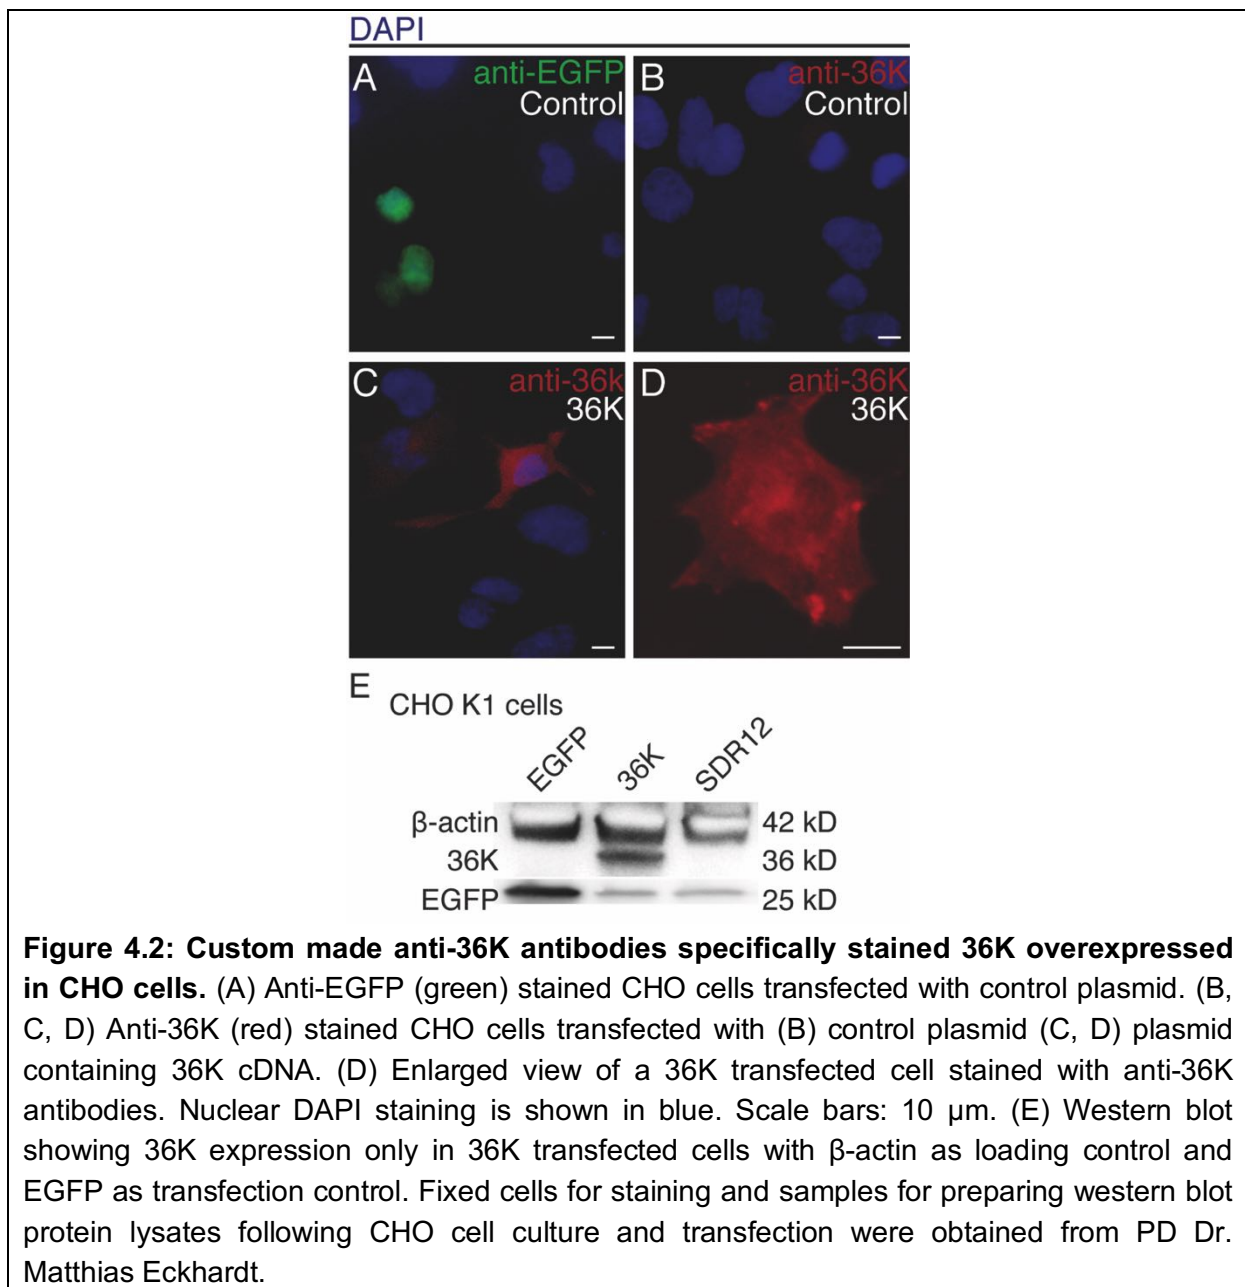 DAPI
A
anti-EGFP
Control
B
anti-36K
Control
C
anti-36k
36K
D
anti-36K
36K
E
CHO K1 cells
EGFP
36K
SDR12
β-actin
42 kD
36K
36 kD
EGFP
25 kD
Figure 4.2: Custom made anti-36K antibodies specifically stained 36K overexpressed
in CHO cells. (A) Anti-EGFP (green) stained CHO cells transfected with control plasmid. (B,
C, D) Anti-36K (red) stained CHO cells transfected with (B) control plasmid (C, D) plasmid
containing 36K cDNA. (D) Enlarged view of a 36K transfected cell stained with anti-36K
antibodies. Nuclear DAPI staining is shown in blue. Scale bars: 10 µm. (E) Western blot
showing 36K expression only in 36K transfected cells with β-actin as loading control and
EGFP as transfection control. Fixed cells for staining and samples for preparing western blot
protein lysates following CHO cell culture and transfection were obtained from PD Dr.
Matthias Eckhardt.